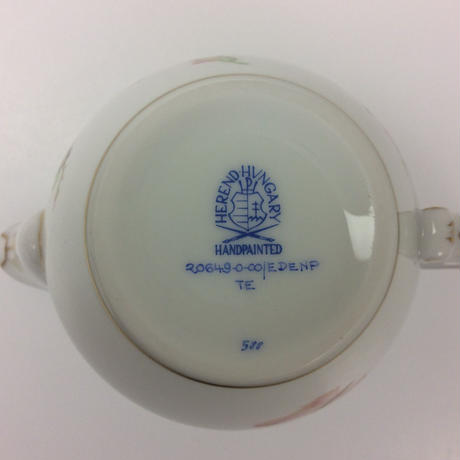 HEREND HUNGARY
HANDPAINTED
20649-0-00/EDENP
TE
588